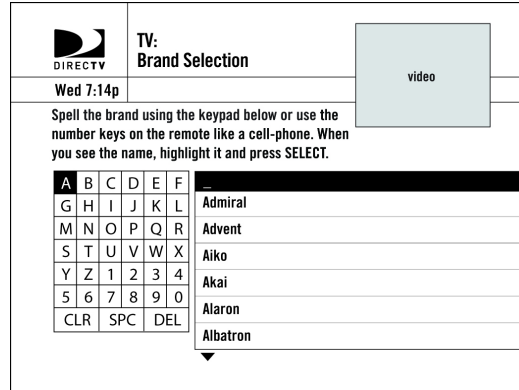 DIRECTV
TV:
Brand Selection
video
Wed 7:14p
Spell the brand using the keypad below or use the
number keys on the remote like a cell-phone. When
you see the name, highlight it and press SELECT.
A B C D E F
G H I J K L
M N O P Q R
S T U V W X
Y Z 1 2 3 4
5 6 7 8 9 0
CLR SPC DEL
_
Admiral
Advent
Aiko
Akai
Alaron
Albatron